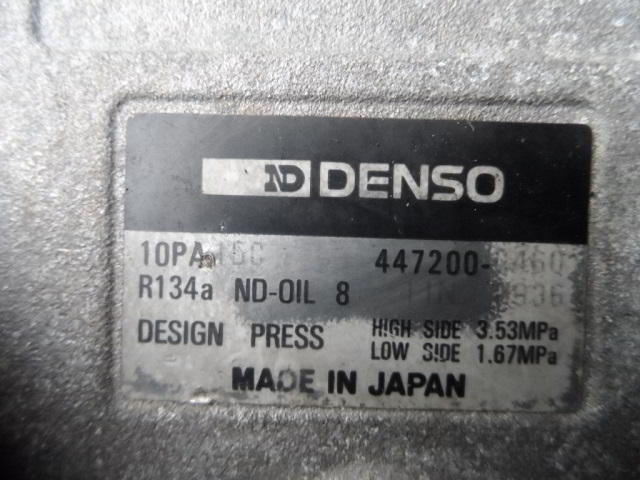 ND DENSO
10PA15C 447200-
R134a ND-OIL 8
DESIGN PRESS HIGH SIDE 3.53MPa
LOW SIDE 1.67MPa
MADE IN JAPAN